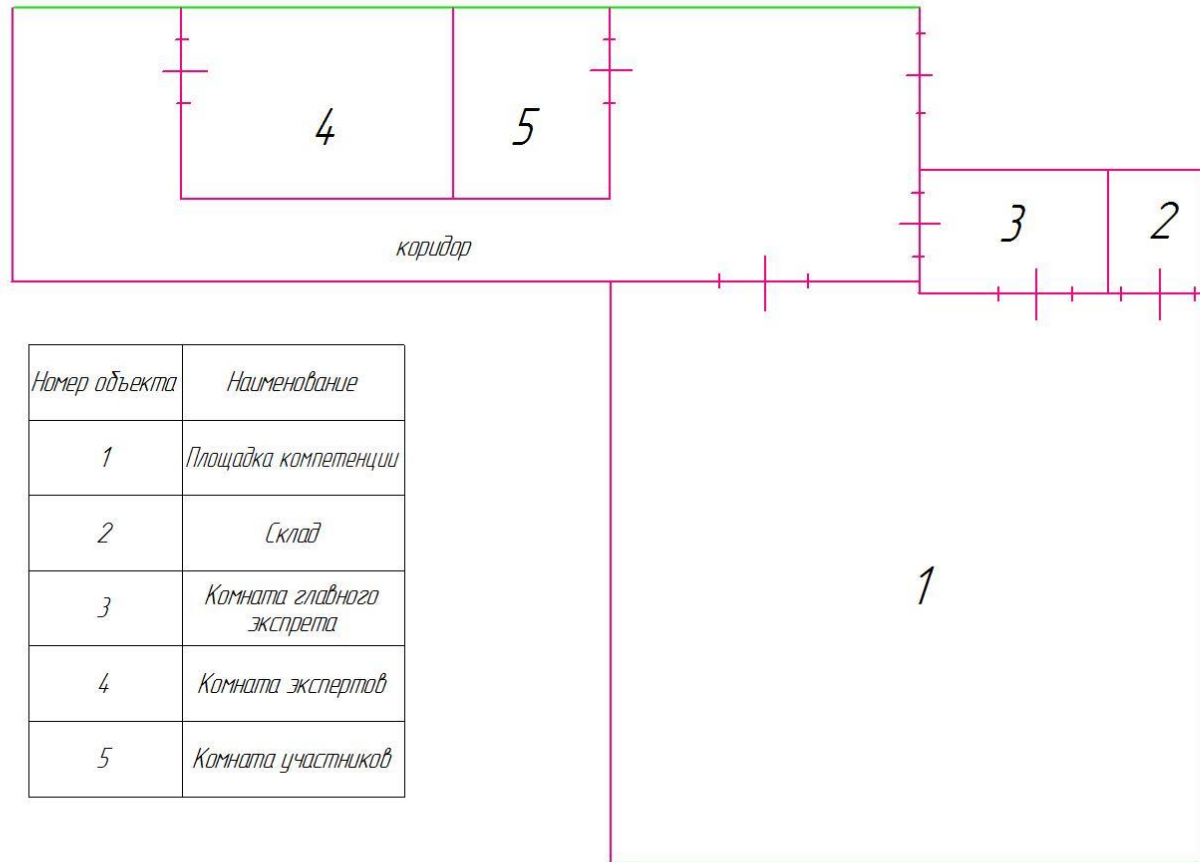 4
5
3
2
коридор
Номер объекта
Наименование
1
Площадка компетенции
2
Склад
3
Комната главного
экспрета
4
Комната экспертов
5
Комната участников
1